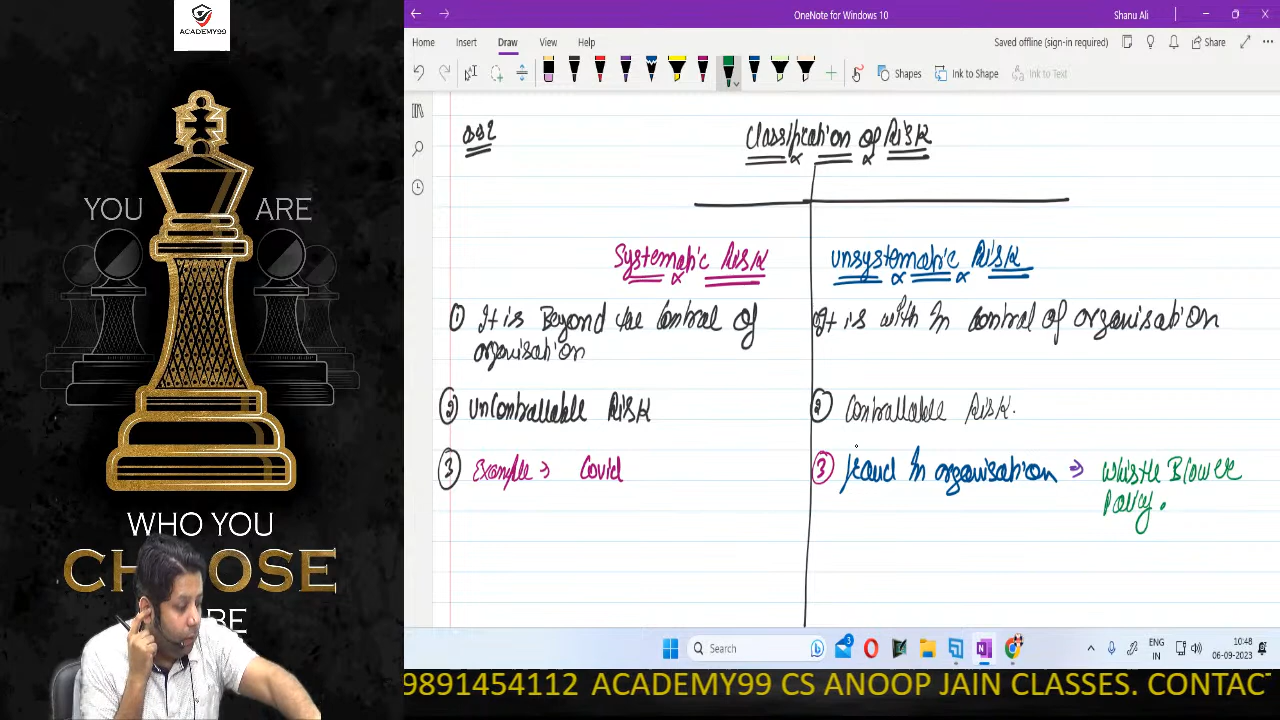 ACADEMY99
YOU ARE
WHO YOU
CHOOSE
BE
OneNote for Windows 10
Shanu Ali
Home Insert Draw View Help
Saved offline (sign-in required)
Share
Shapes
Ink to Shape
Ink to Text
Classification of Risk
Systematic Risk
unsystematic Risk
① It is Beyond the Control of
organisation
It is with In Control of organisation
② unControllable Risk
② Controllable Risk.
③ Example → Covid
③ fraud In organisation → Whistle Blower
Policy.
Search
3
ENG
IN
10:48
06-09-2023
9891454112 ACADEMY99 CS ANOOP JAIN CLASSES. CONTAC